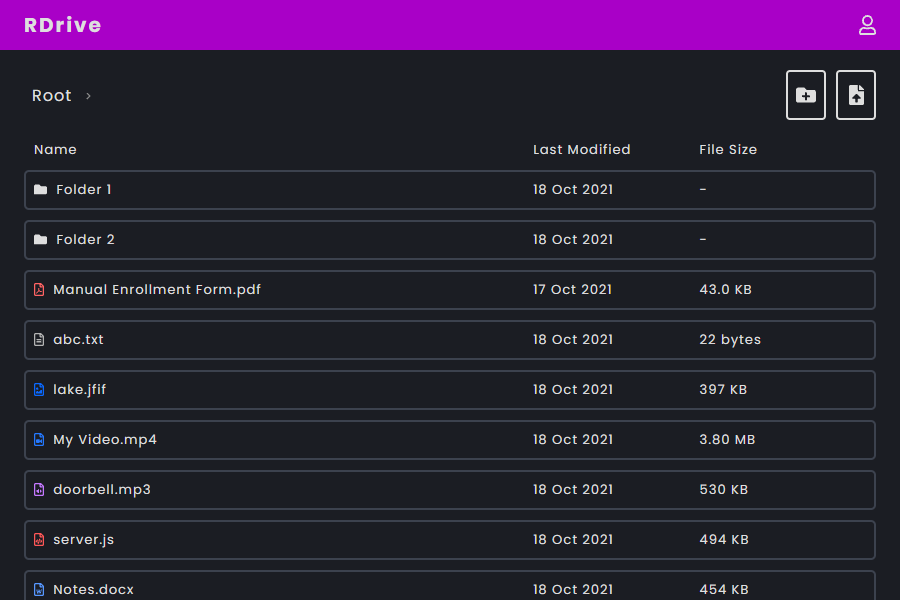 RDrive
Root >
Name Last Modified File Size
Folder 1 18 Oct 2021 -
Folder 2 18 Oct 2021 -
Manual Enrollment Form.pdf 17 Oct 2021 43.0 KB
abc.txt 18 Oct 2021 22 bytes
lake.jfif 18 Oct 2021 397 KB
My Video.mp4 18 Oct 2021 3.80 MB
doorbell.mp3 18 Oct 2021 530 KB
server.js 18 Oct 2021 494 KB
Notes.docx 18 Oct 2021 454 KB